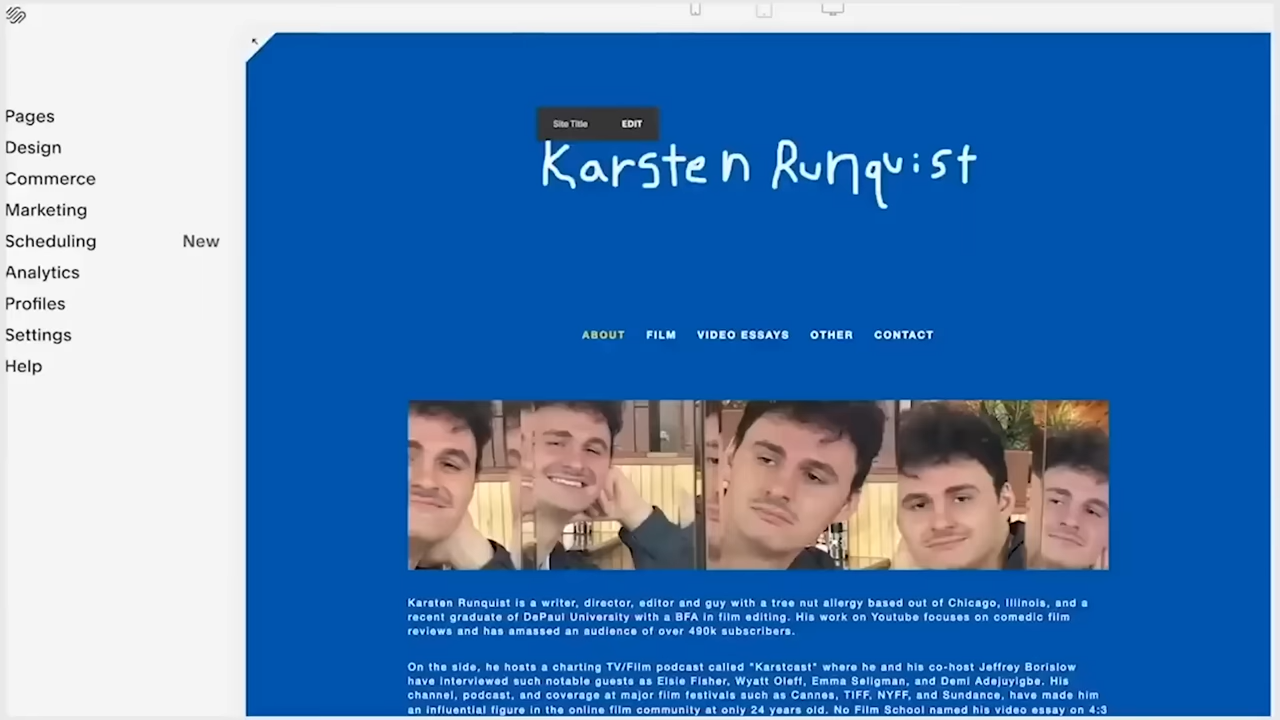 Pages
Design
Commerce
Marketing
Scheduling New
Analytics
Profiles
Settings
Help
Site Title EDIT
Karsten Runquist
ABOUT FILM VIDEO ESSAYS OTHER CONTACT
Karsten Runquist is a writer, director, editor and guy with a tree nut allergy based out of Chicago, Illinois, and a
recent graduate of DePaul University with a BFA in film editing. His work on Youtube focuses on comedic film
reviews and has amassed an audience of over 490k subscribers.
On the side, he hosts a charting TV/Film podcast called "Karstcast" where he and his co-host Jeffrey Borislow
have interviewed such notable guests as Elsie Fisher, Wyatt Oleff, Emma Seligman, and Demi Adejuyigbe. His
channel, podcast, and coverage at major film festivals such as Cannes, TIFF, NYFF, and Sundance, have made him
an influential figure in the online film community at only 24 years old. No Film School named his video essay on 4:3